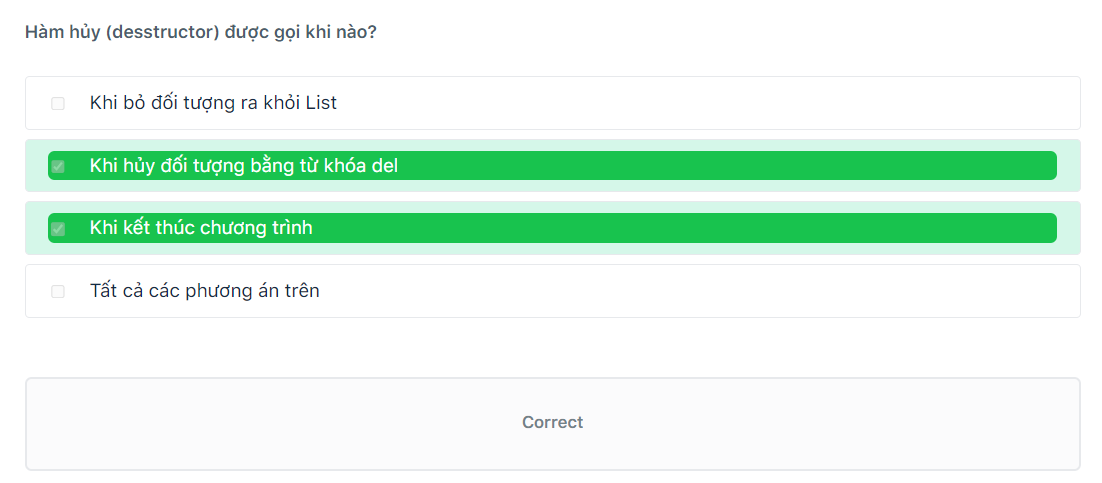 Hàm hủy (desstructor) được gọi khi nào?
Khi bỏ đối tượng ra khỏi List
Khi hủy đối tượng bằng từ khóa del
Khi kết thúc chương trình
Tất cả các phương án trên
Correct